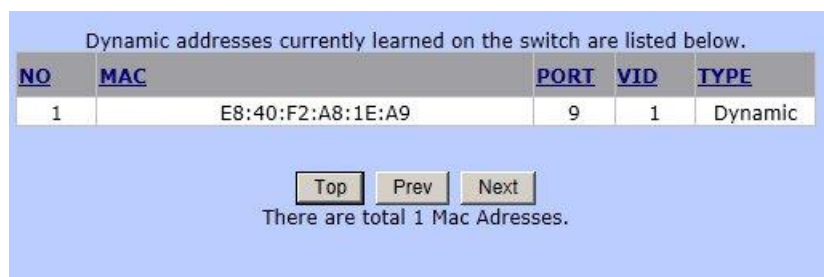 Dynamic addresses currently learned on the switch are listed below.
NO MAC PORT VID TYPE
1 E8:40:F2:A8:1E:A9 9 1 Dynamic
Top Prev Next
There are total 1 Mac Adresses.